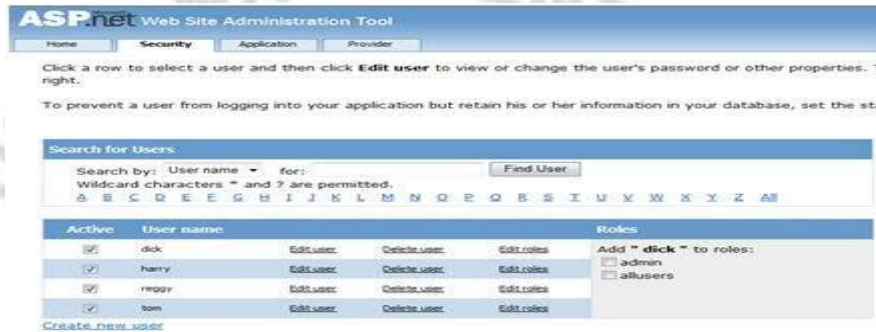 ASP.net Web Site Administration Tool
Home Security Application Provider
Click a row to select a user and then click Edit user to view or change the user's password or other properties.
right.
To prevent a user from logging into your application but retain his or her information in your database, set the
Search for Users
Search by: User name for: Find User
Wildcard characters * and ? are permitted.
A B C D E F G H I J K L M N O P Q R S T U V W X Y Z All
Active User name Roles
dick Edit user Delete user Edit roles Add " dick " to roles:
admin
harry Edit user Delete user Edit roles
allusers
reggy Edit user Delete user Edit roles
tom Edit user Delete user Edit roles
Create new user